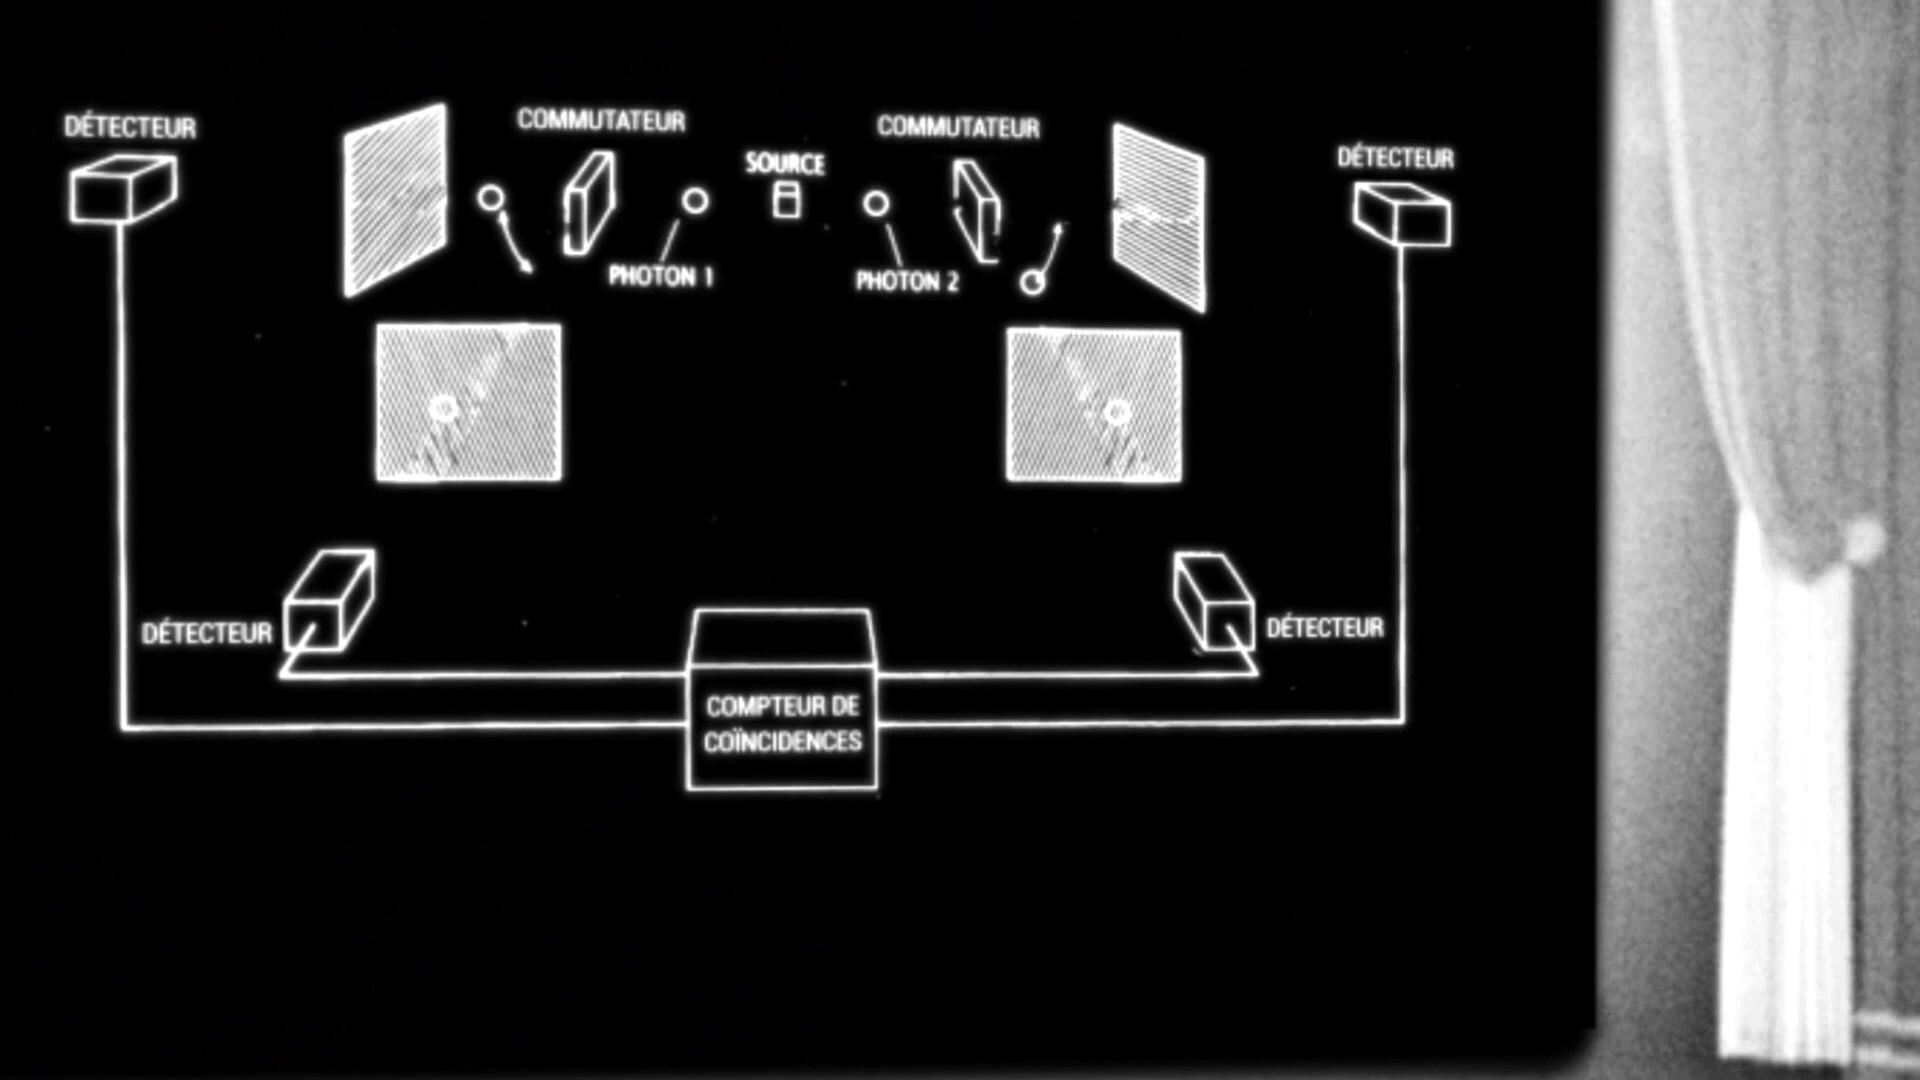 DÉTECTEUR
COMMUTATEUR
SOURCE
COMMUTATEUR
DÉTECTEUR
PHOTON 1
PHOTON 2
DÉTECTEUR
DÉTECTEUR
COMPTEUR DE
COÏNCIDENCES